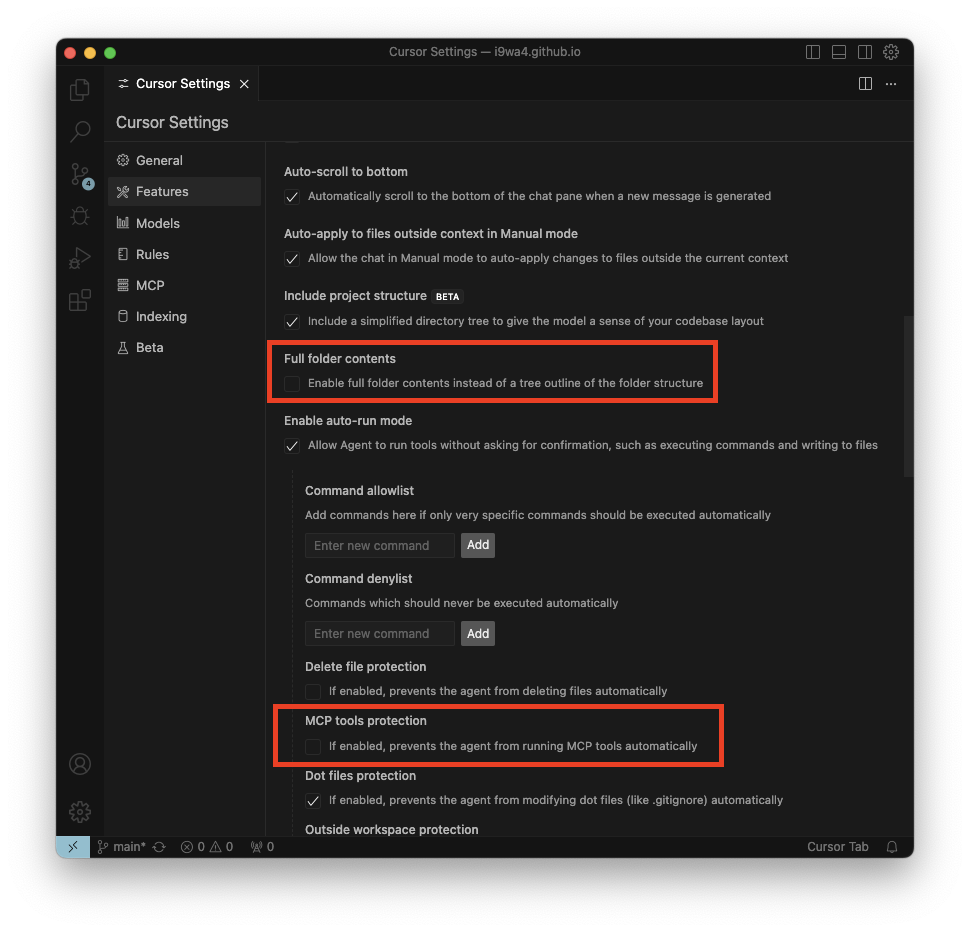 Cursor Settings — i9wa4.github.io
Cursor Settings
Cursor Settings
General
Features
Models
Rules
MCP
Indexing
Beta
4
Auto-scroll to bottom
Automatically scroll to the bottom of the chat pane when a new message is generated
Auto-apply to files outside context in Manual mode
Allow the chat in Manual mode to auto-apply changes to files outside the current context
Include project structure BETA
Include a simplified directory tree to give the model a sense of your codebase layout
Full folder contents
Enable full folder contents instead of a tree outline of the folder structure
Enable auto-run mode
Allow Agent to run tools without asking for confirmation, such as executing commands and writing to files
Command allowlist
Add commands here if only very specific commands should be executed automatically
Enter new command Add
Command denylist
Commands which should never be executed automatically
Enter new command Add
Delete file protection
If enabled, prevents the agent from deleting files automatically
MCP tools protection
If enabled, prevents the agent from running MCP tools automatically
Dot files protection
If enabled, prevents the agent from modifying dot files (like .gitignore) automatically
Outside workspace protection
main* 0 0 0 Cursor Tab